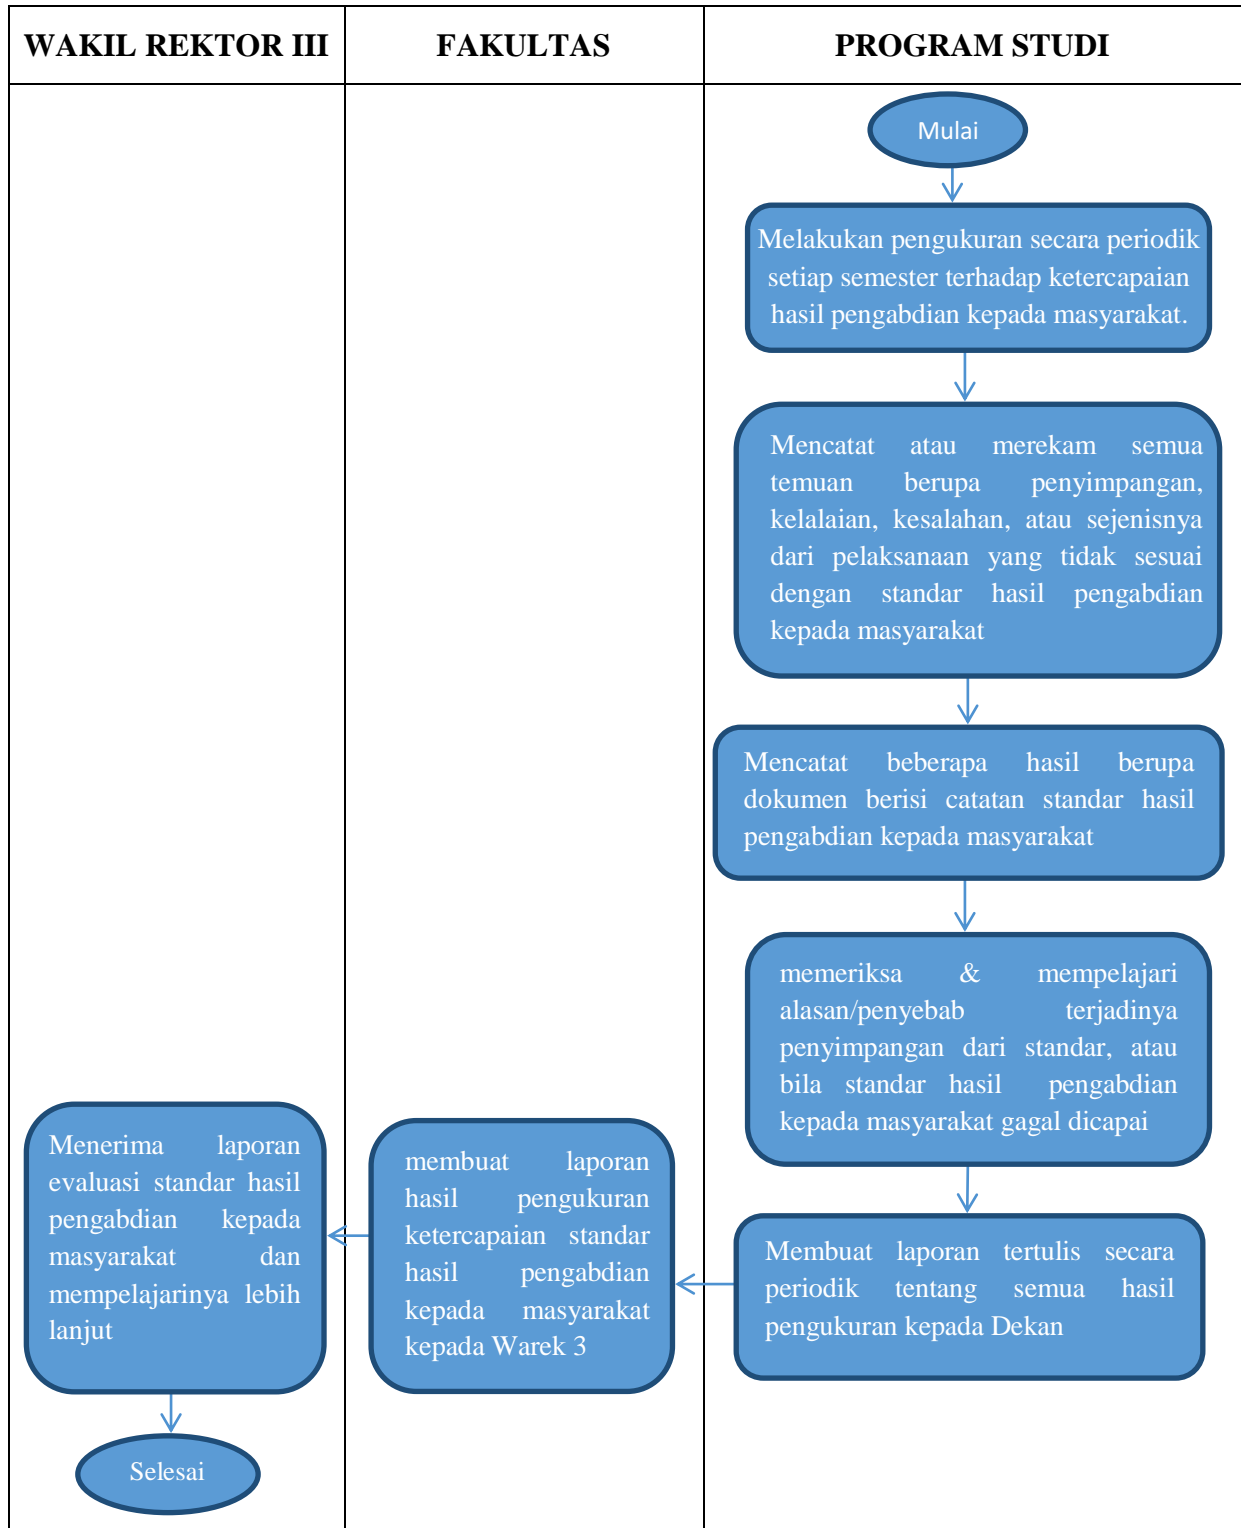 WAKIL REKTOR III
FAKULTAS
PROGRAM STUDI
Mulai
Melakukan pengukuran secara periodik
setiap semester terhadap ketercapaian
hasil pengabdian kepada masyarakat.
Mencatat atau merekam semua
temuan berupa penyimpangan,
kelalaian, kesalahan, atau sejenisnya
dari pelaksanaan yang tidak sesuai
dengan standar hasil pengabdian
kepada masyarakat
Mencatat beberapa hasil berupa
dokumen berisi catatan standar hasil
pengabdian kepada masyarakat
memeriksa & mempelajari
alasan/penyebab terjadinya
penyimpangan dari standar, atau
bila standar hasil pengabdian
kepada masyarakat gagal dicapai
Membuat laporan tertulis secara
periodik tentang semua hasil
pengukuran kepada Dekan
membuat laporan
hasil pengukuran
ketercapaian standar
hasil pengabdian
kepada masyarakat
kepada Warek 3
Menerima laporan
evaluasi standar hasil
pengabdian kepada
masyarakat dan
mempelajarinya lebih
lanjut
Selesai